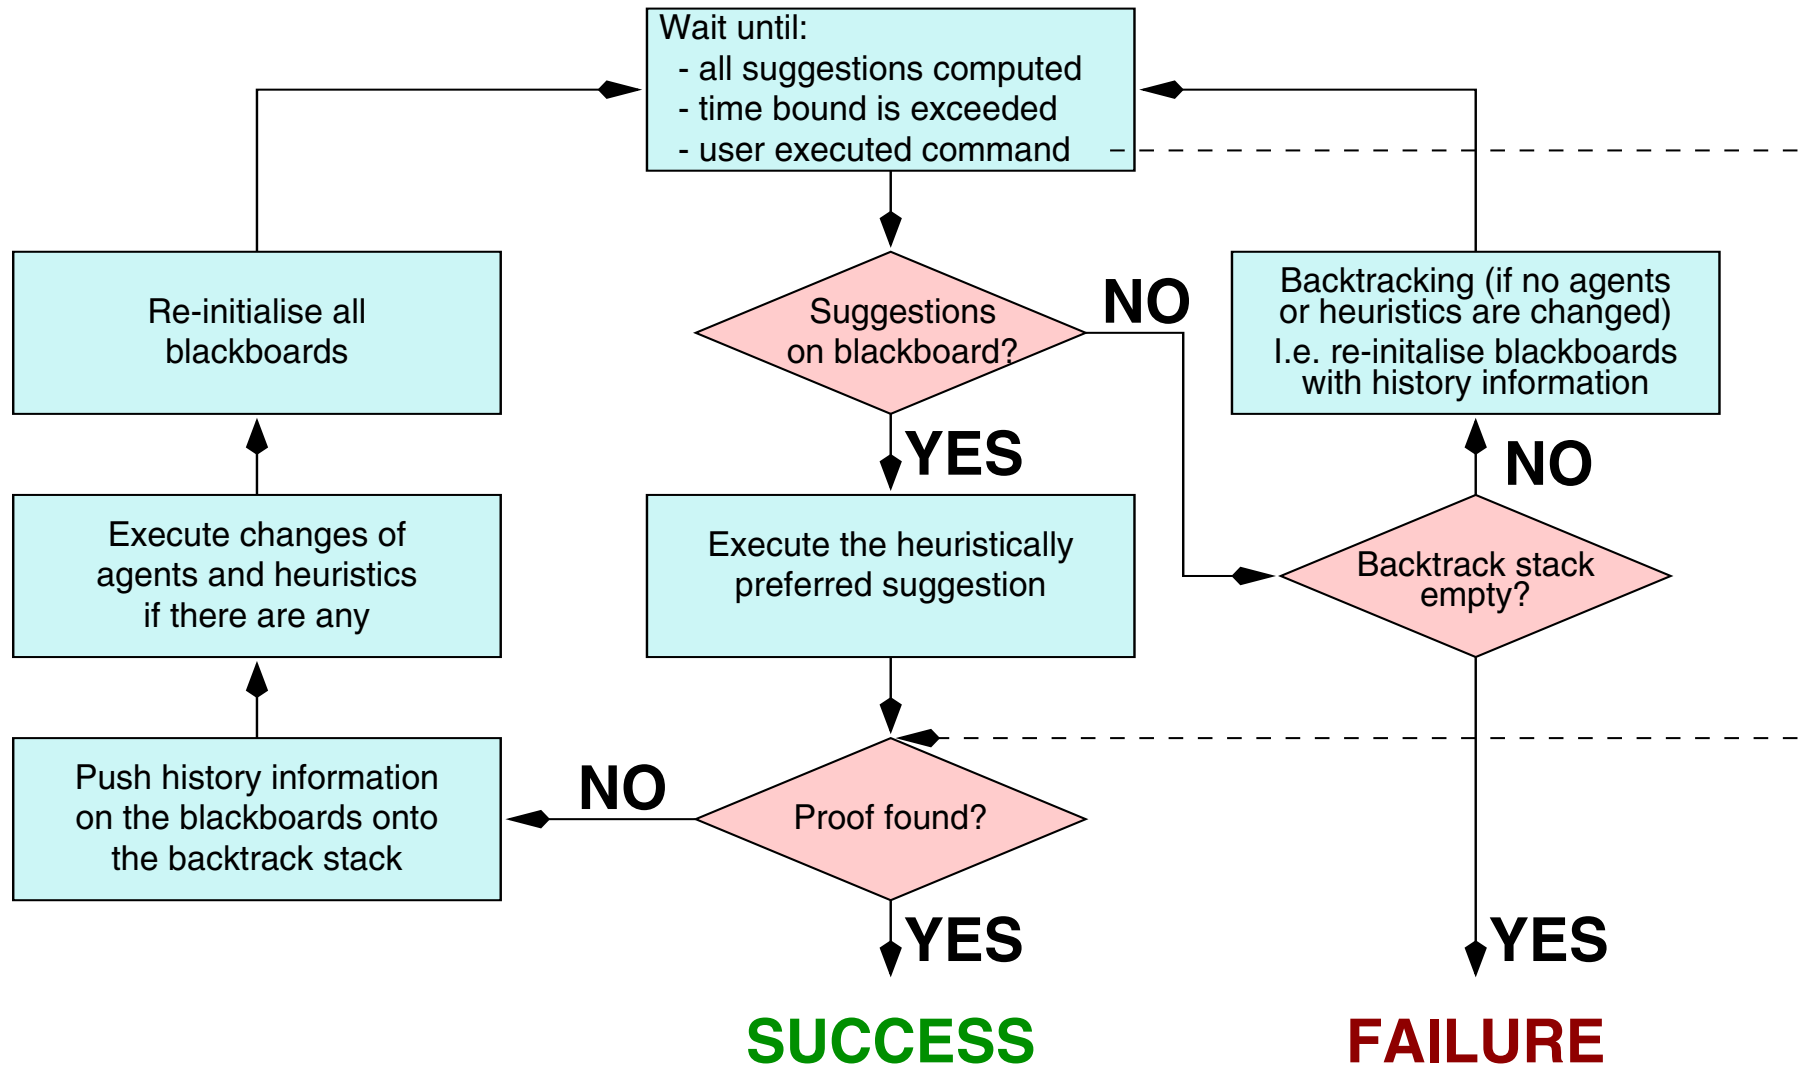 Wait until:
- all suggestions computed
- time bound is exceeded
- user executed command
Re-initialise all
blackboards
Suggestions
on blackboard?
NO
Backtracking (if no agents
or heuristics are changed)
I.e. re-initalise blackboards
with history information
YES
NO
Execute changes of
agents and heuristics
if there are any
Execute the heuristically
preferred suggestion
Backtrack stack
empty?
Push history information
on the blackboards onto
the backtrack stack
NO
Proof found?
YES
YES
SUCCESS
FAILURE